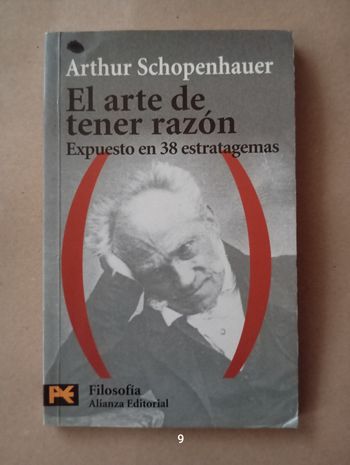 Arthur Schopenhauer
El arte de
tener razón
Expuesto en 38 estratagemas
Filosofía
Alianza Editorial
9